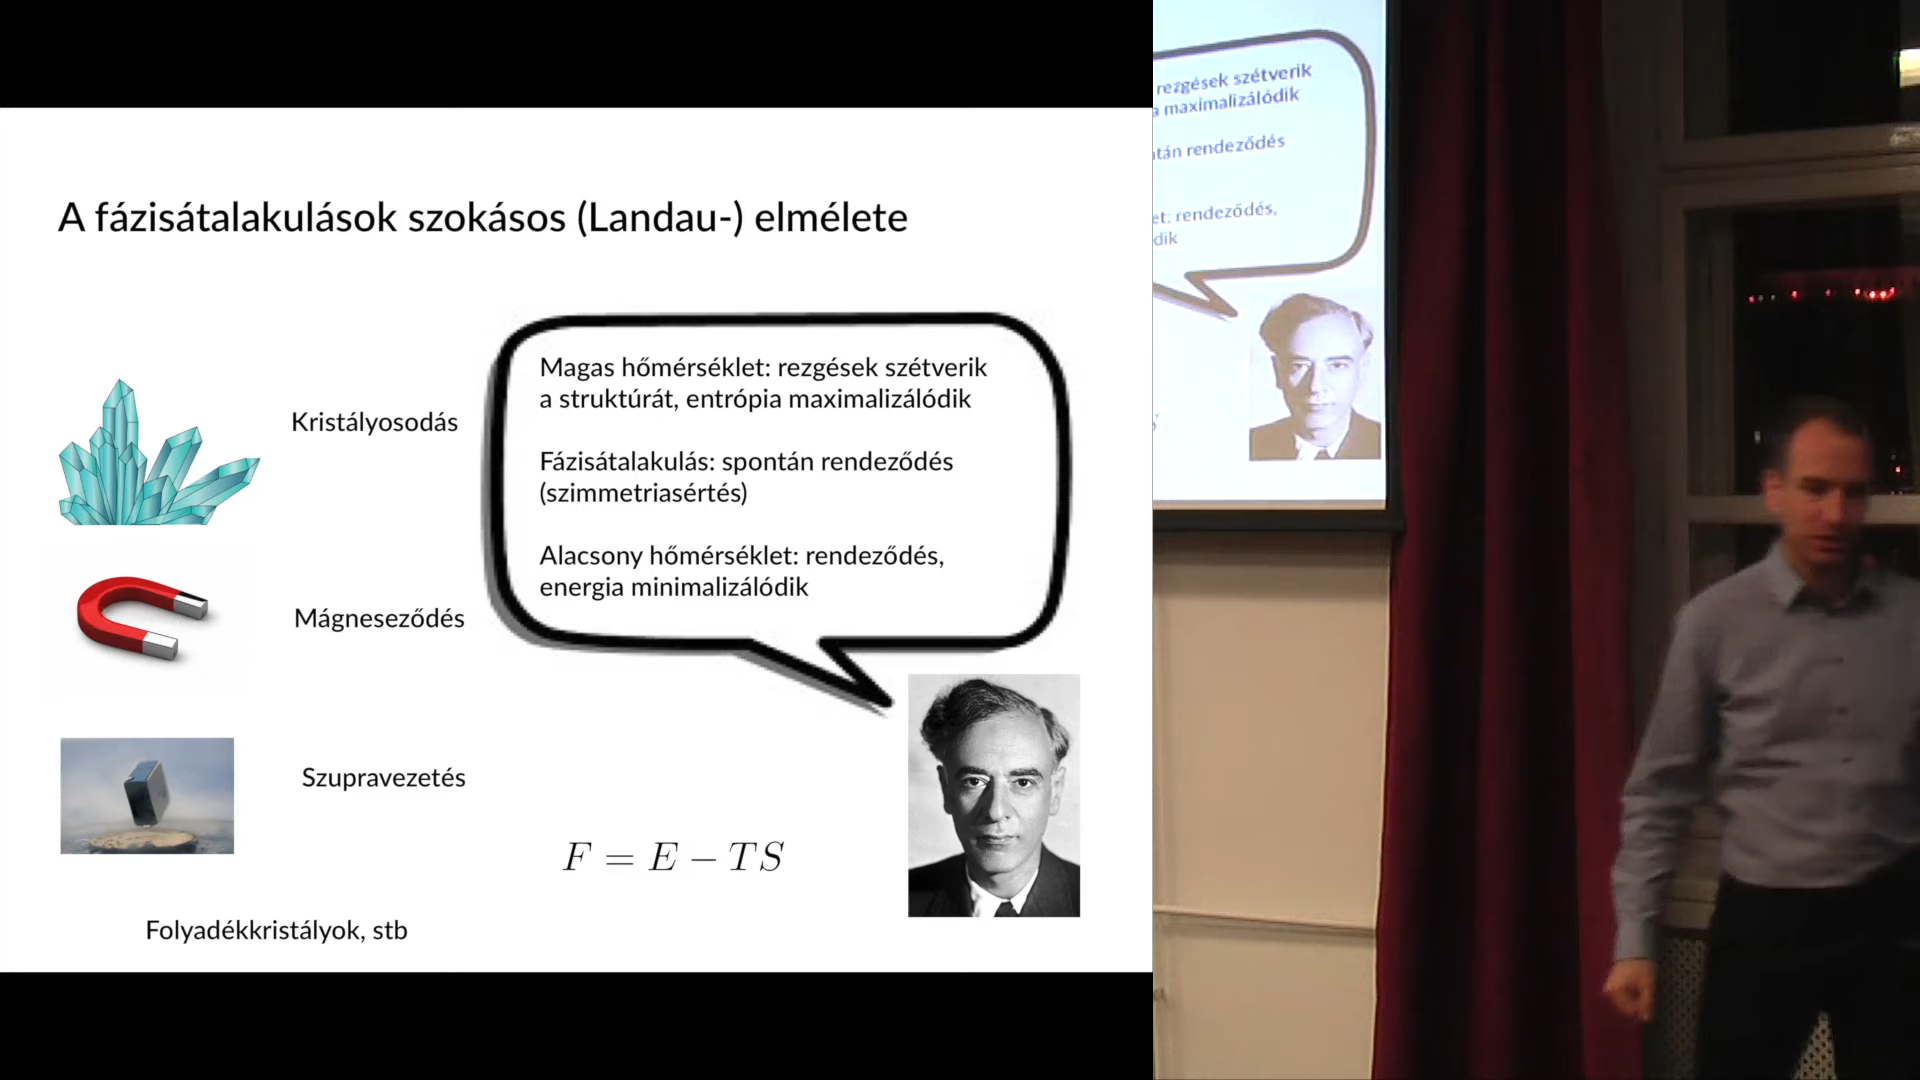 A fázisátalakulások szokásos (Landau-) elmélete
Kristályosodás
Mágneseződés
Szupravezetés
Folyadékkristályok, stb
Magas hőmérséklet: rezgések szétverik
a struktúrát, entrópia maximalizálódik
Fázisátalakulás: spontán rendeződés
(szimmetriasértés)
Alacsony hőmérséklet: rendeződés,
energia minimalizálódik
F = E − TS
rezgések szétverik
a maximalizálódik
tán rendeződés
et: rendeződés,
dik